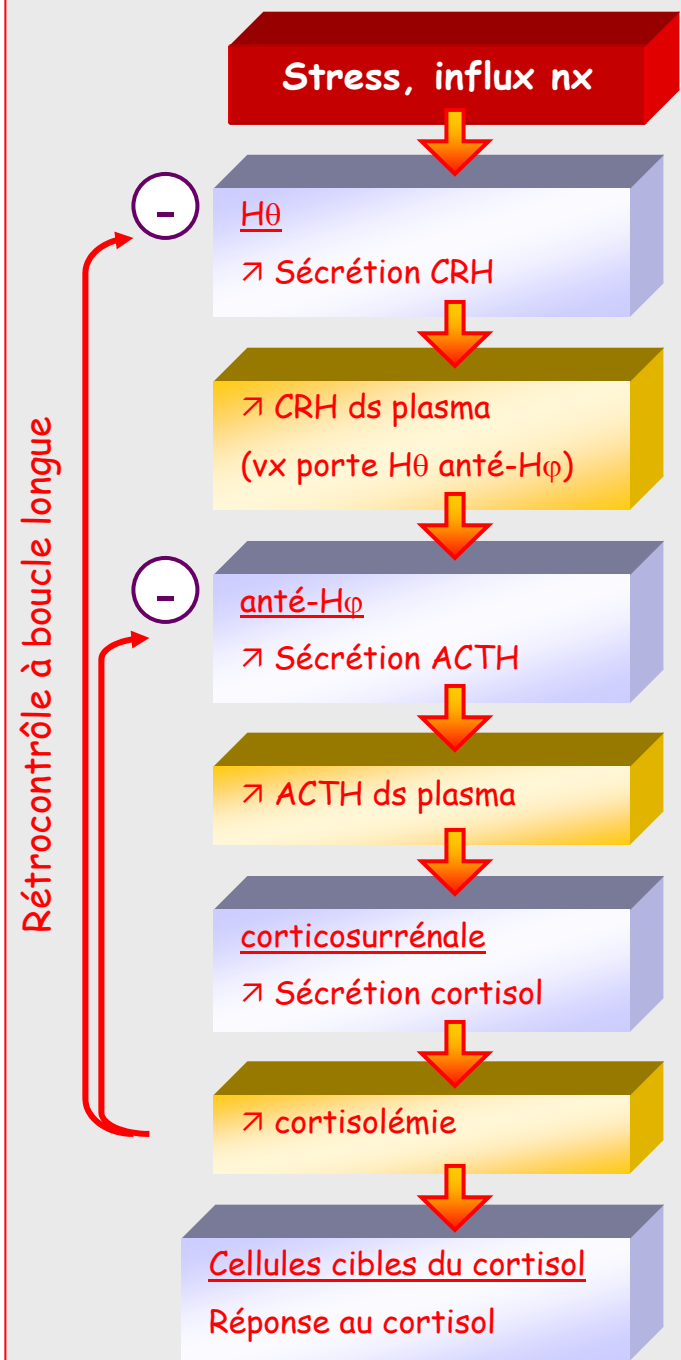 Stress, influx nx
-
Hθ
↗ Sécrétion CRH
↗ CRH ds plasma
(vx porte Hθ anté-Hφ)
-
anté-Hφ
↗ Sécrétion ACTH
↗ ACTH ds plasma
corticosurrénale
↗ Sécrétion cortisol
↗ cortisolémie
Cellules cibles du cortisol
Réponse au cortisol
Rétrocontrôle à boucle longue